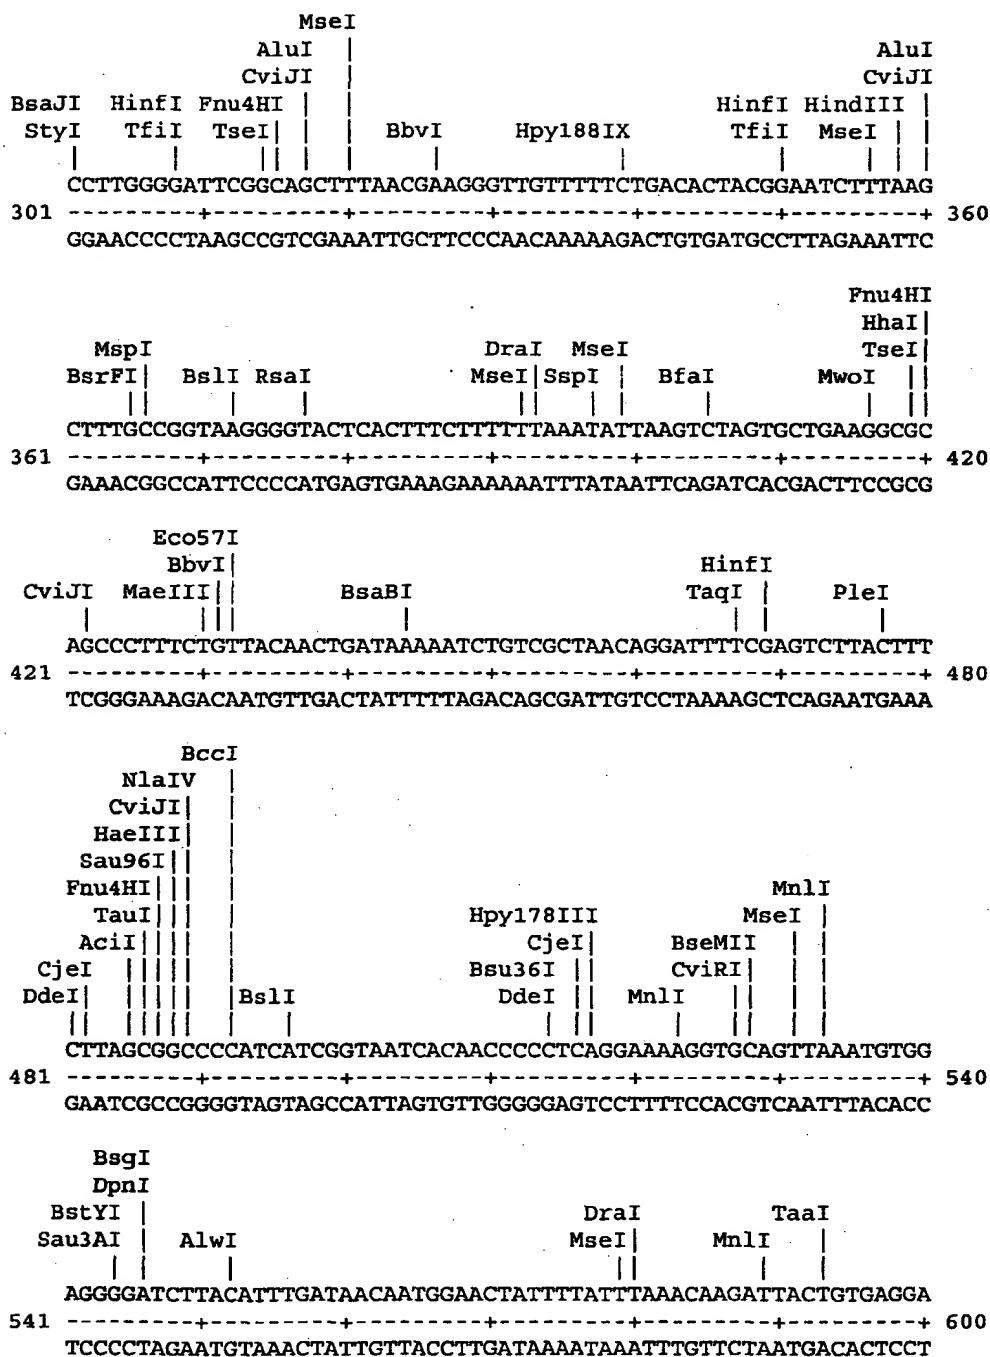 MseI
AluI AluI
CviJI CviJI
BsaJI HinfI Fnu4HI HinfI HindIII
StyI TfiI TseI BbvI Hpy188IX TfiI MseI
CCTTGGGGATTCGGCAGCTTTAACGAAGGGTTGTTTTTCTGACACTACGGAATCTTTAAG
301 ---------+---------+---------+---------+---------+---------+ 360
GGAACCCCTAAGCCGTCGAAATTGCTTCCCAACAAAAAGACTGTGATGCCTTAGAAATTC
Fnu4HI
HhaI
MspI DraI MseI TseI
BsrFI BslI RsaI MseI SspI BfaI MwoI
CTTTGCCGGTAAGGGGTACTCACTTTCTTTTTTTAAATATTAAGTCTAGTGCTGAAGGCGC
361 ---------+---------+---------+---------+---------+---------+ 420
GAAACGGCCATTCCCCATGAGTGAAAGAAAAAATTTATAATTCAGATCACGACTTCCGCG
Eco57I
BbvI HinfI
CviJI MaeIII BsaBI TaqI PleI
AGCCCTTTCTGTTACAACTGATAAAAATCTGTCGCTAACAGGATTTTCGAGTCTTACTTT
421 ---------+---------+---------+---------+---------+---------+ 480
TCGGGAAAGACAATGTTGACTATTTTTAGACAGCGATTGTCCTAAAAGCTCAGAATGAAA
BccI
NlaIV
CviJI
HaeIII
Sau96I
Fnu4HI MnlI
TauI Hpy178III MseI
AciI CjeI BseMII
CjeI Bsu36I CviRI
DdeI BslI DdeI MnlI
CTTAGCGGCCCCATCATCGGTAATCACAACCCCCTCAGGAAAAGGTGCAGTTAAATGTGG
481 ---------+---------+---------+---------+---------+---------+ 540
GAATCGCCGGGGTAGTAGCCATTAGTGTTGGGGGAGTCCTTTTCCACGTCAATTTACACC
BsgI
DpnI
BstYI DraI TaaI
Sau3AI AlwI MseI MnlI
AGGGGATCTTACATTTGATAACAATGGAACTATTTTATTTAAACAAGATTACTGTGAGGA
541 ---------+---------+---------+---------+---------+---------+ 600
TCCCCTAGAATGTAAACTATTGTTACCTTGATAAAATAAATTTGTTCTAATGACACTCCT